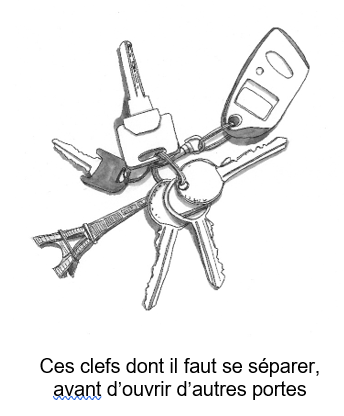 Ces clefs dont il faut se séparer,
avant d’ouvrir d’autres portes